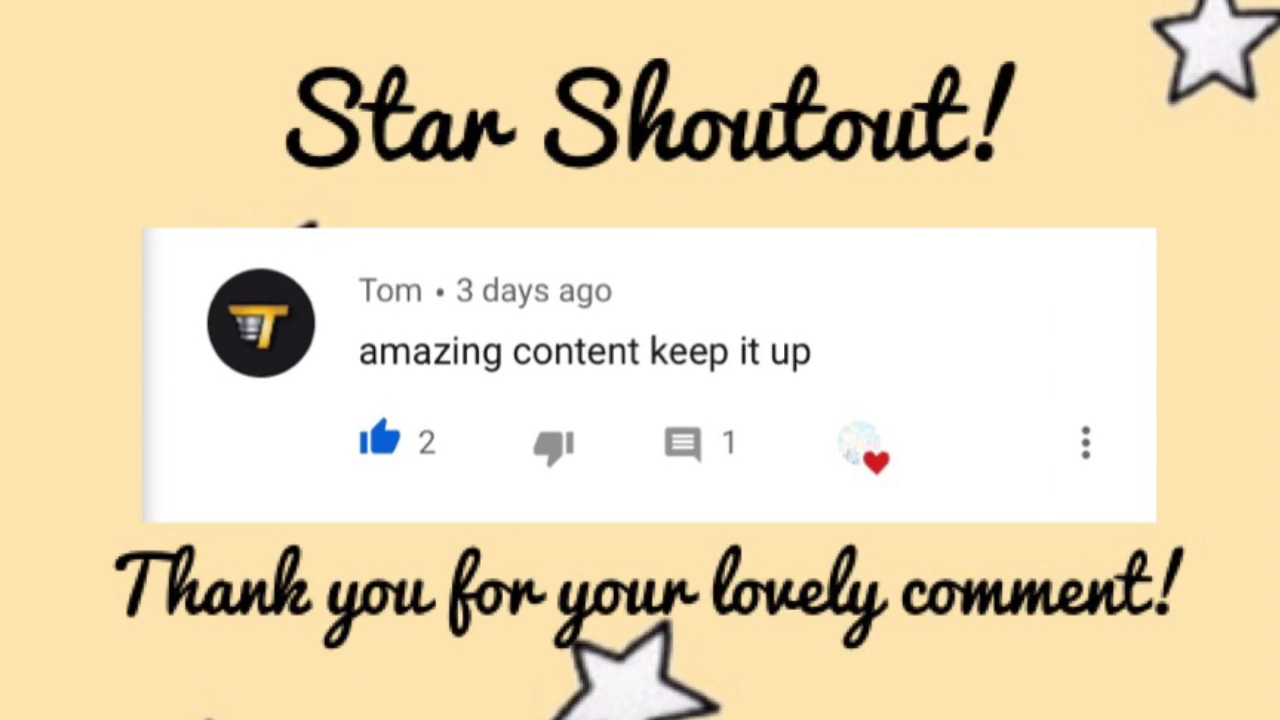 Star Shoutout!
T
Tom • 3 days ago
amazing content keep it up
2 1
Thank you for your lovely comment!